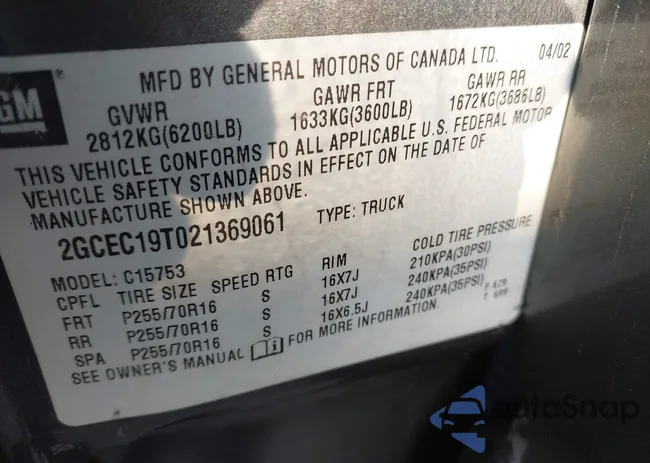 GM
MFD BY GENERAL MOTORS OF CANADA LTD. 04/02
GVWR GAWR FRT GAWR RR
2812KG(6200LB) 1633KG(3600LB) 1672KG(3686LB)
THIS VEHICLE CONFORMS TO ALL APPLICABLE U.S. FEDERAL MOTOR
VEHICLE SAFETY STANDARDS IN EFFECT ON THE DATE OF
MANUFACTURE SHOWN ABOVE.
2GCEC19T021369061 TYPE: TRUCK
MODEL: C15753
CPFL TIRE SIZE SPEED RTG RIM COLD TIRE PRESSURE
FRT P255/70R16 S 16X7J 210KPA(30PSI)
RR P255/70R16 S 16X7J 240KPA(35PSI)
SPA P255/70R16 S 16X6.5J 240KPA(35PSI)
SEE OWNER'S MANUAL FOR MORE INFORMATION.
autoSnap